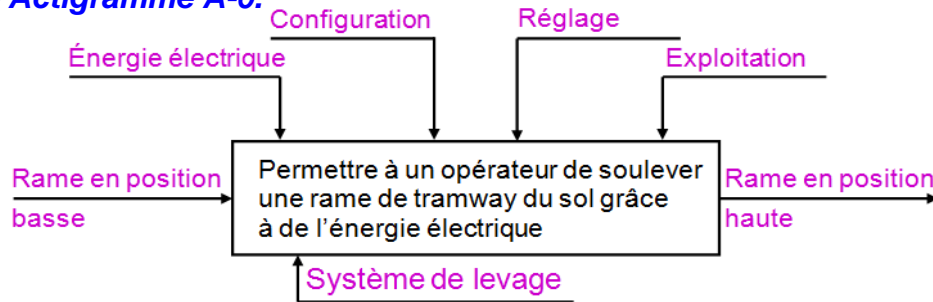 Actigramme A-0.
Configuration
Réglage
Énergie électrique
Exploitation
Rame en position
basse
Permettre à un opérateur de soulever
une rame de tramway du sol grâce
à de l'énergie électrique
Rame en position
haute
Système de levage